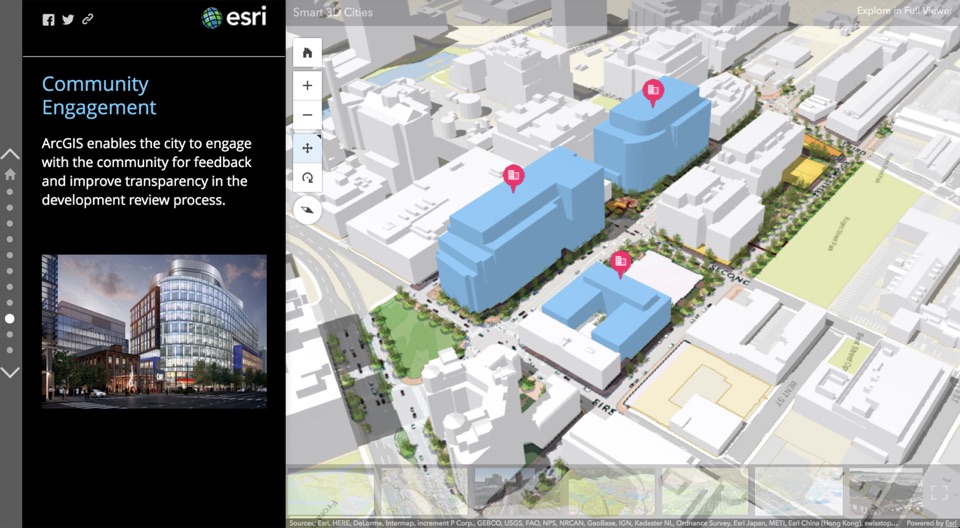 esri
Smart 3D Cities
Explore in Full Viewer
Community
Engagement
ArcGIS enables the city to engage
with the community for feedback
and improve transparency in the
development review process.
SECOND
FIRS
BENT ST
Sources: Esri, HERE, DeLorme, Intermap, increment P Corp., GEBCO, USGS, FAO, NPS, NRCAN, GeoBase, IGN, Kadaster NL, Ordnance Survey, Esri Japan, METI, Esri China (Hong Kong), swisstop...
Powered by Esri